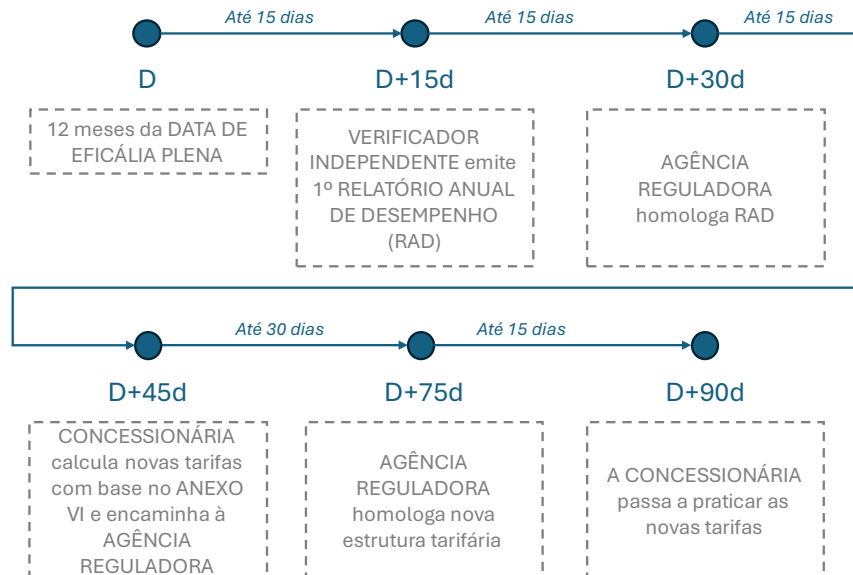 Até 15 dias
Até 15 dias
Até 15 dias
D
D+15d
D+30d
12 meses da DATA DE
EFICÁLIA PLENA
VERIFICADOR
INDEPENDENTE emite
1º RELATÓRIO ANUAL
DE DESEMPENHO
(RAD)
AGÊNCIA
REGULADORA
homologa RAD
Até 30 dias
Até 15 dias
D+45d
D+75d
D+90d
CONCESSIONÁRIA
calcula novas tarifas
com base no ANEXO
VI e encaminha à
AGÊNCIA
REGULADORA
AGÊNCIA
REGULADORA
homologa nova
estrutura tarifária
A CONCESSIONÁRIA
passa a praticar as
novas tarifas